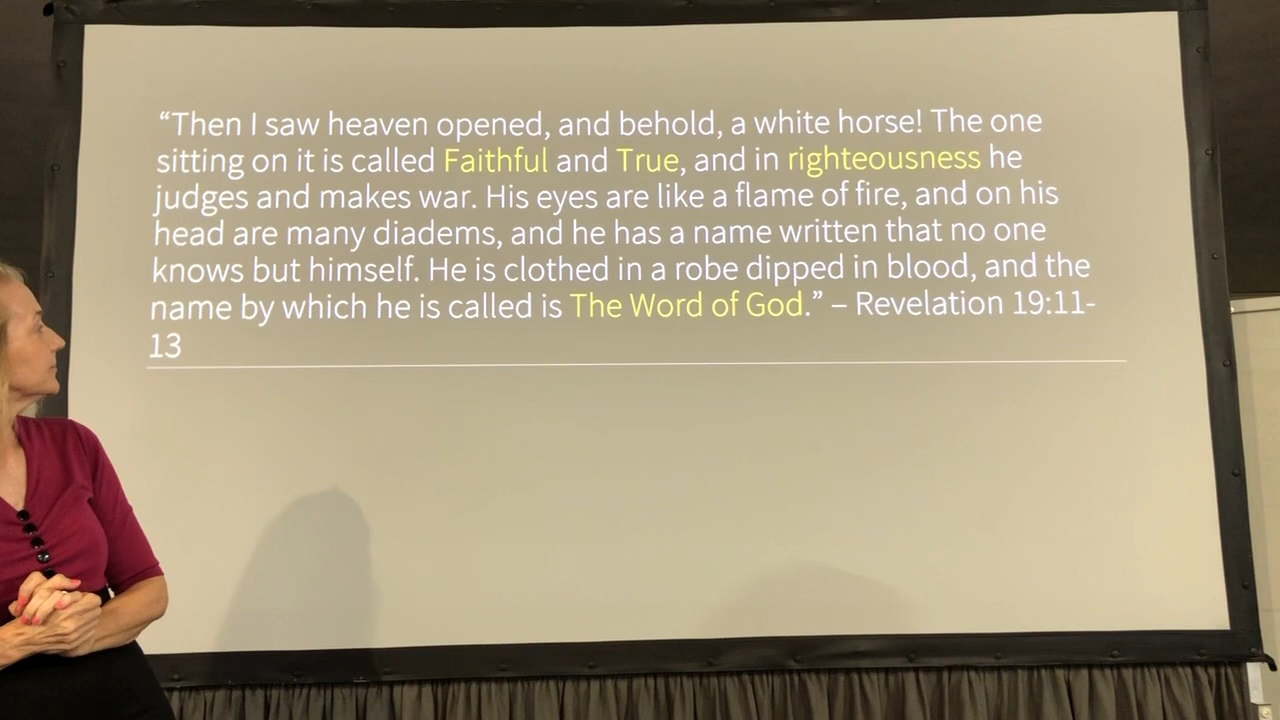 “Then I saw heaven opened, and behold, a white horse! The one
sitting on it is called Faithful and True, and in righteousness he
judges and makes war. His eyes are like a flame of fire, and on his
head are many diadems, and he has a name written that no one
knows but himself. He is clothed in a robe dipped in blood, and the
name by which he is called is The Word of God.” – Revelation 19:11-
13